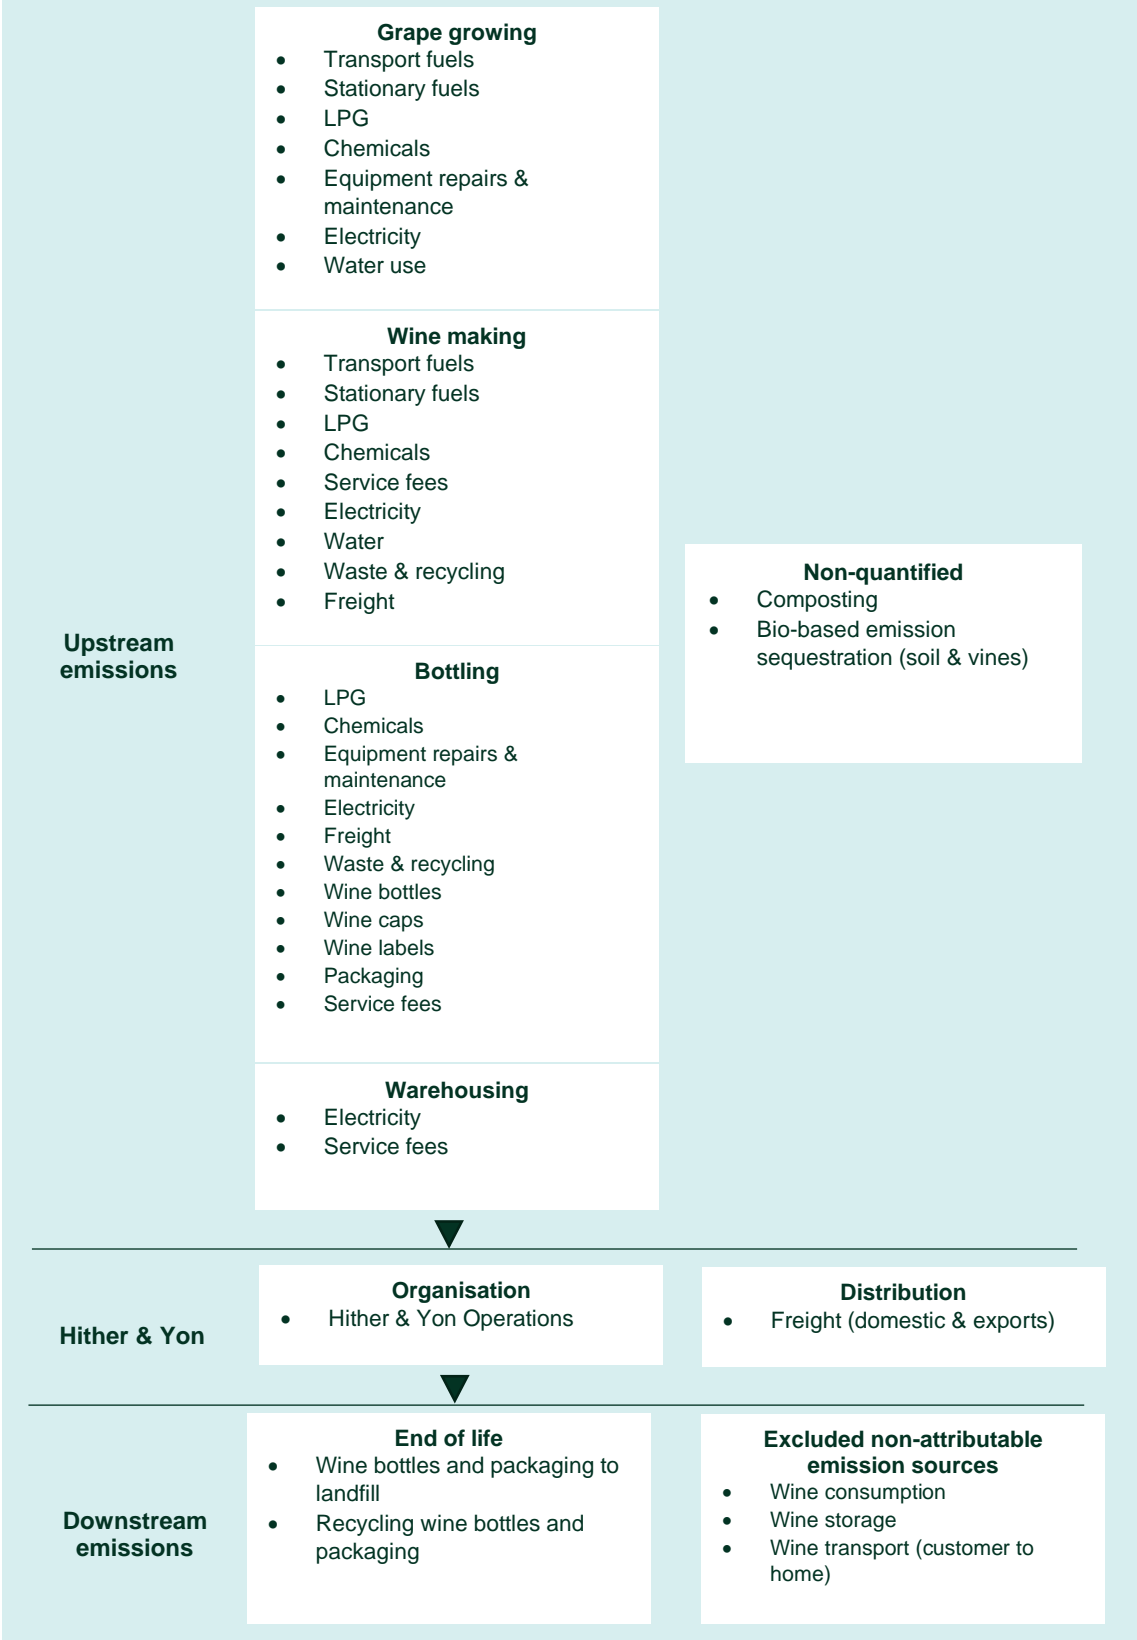 Grape growing
• Transport fuels
• Stationary fuels
• LPG
• Chemicals
• Equipment repairs &
maintenance
• Electricity
• Water use
Wine making
• Transport fuels
• Stationary fuels
• LPG
• Chemicals
• Service fees
• Electricity
• Water
• Waste & recycling
• Freight
Upstream
emissions
Non-quantified
• Composting
• Bio-based emission
sequestration (soil & vines)
Bottling
• LPG
• Chemicals
• Equipment repairs &
maintenance
• Electricity
• Freight
• Waste & recycling
• Wine bottles
• Wine caps
• Wine labels
• Packaging
• Service fees
Warehousing
• Electricity
• Service fees
Hither & Yon
Organisation
• Hither & Yon Operations
Distribution
• Freight (domestic & exports)
Downstream
emissions
End of life
• Wine bottles and packaging to
landfill
• Recycling wine bottles and
packaging
Excluded non-attributable
emission sources
• Wine consumption
• Wine storage
• Wine transport (customer to
home)